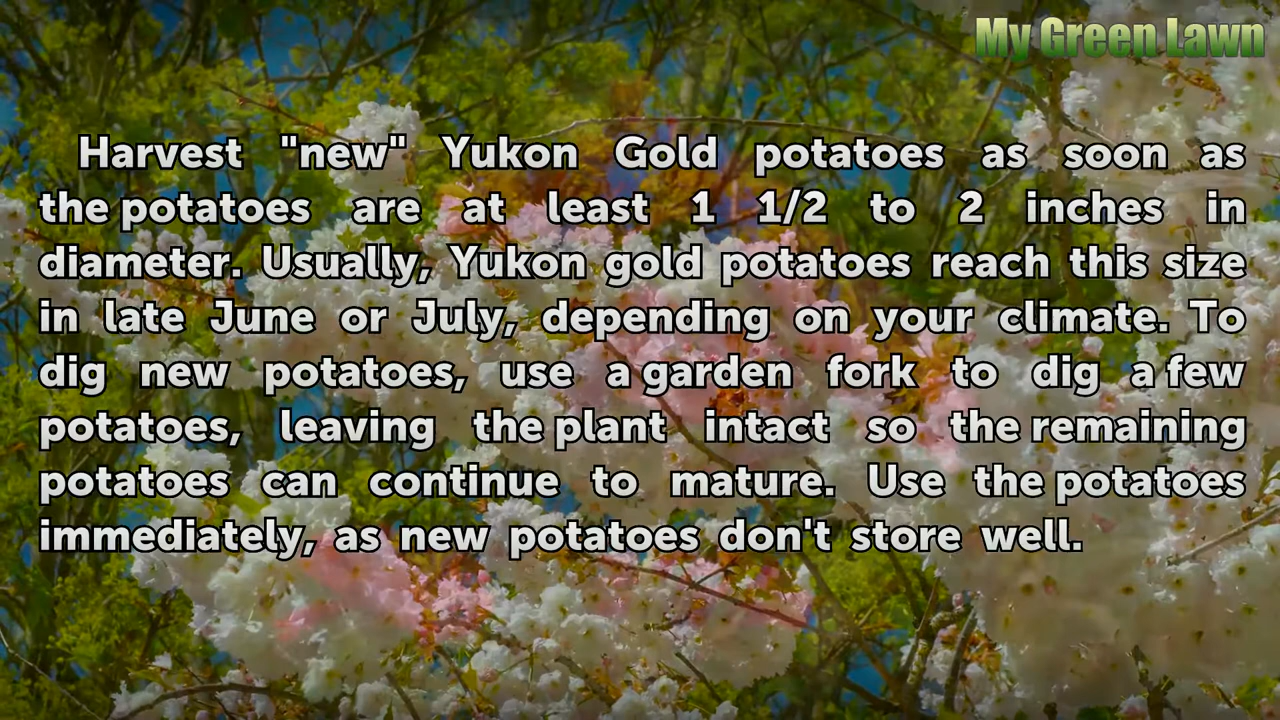 My Green Lawn
Harvest "new" Yukon Gold potatoes as soon as
the potatoes are at least 1 1/2 to 2 inches in
diameter. Usually, Yukon gold potatoes reach this size
in late June or July, depending on your climate. To
dig new potatoes, use a garden fork to dig a few
potatoes, leaving the plant intact so the remaining
potatoes can continue to mature. Use the potatoes
immediately, as new potatoes don't store well.